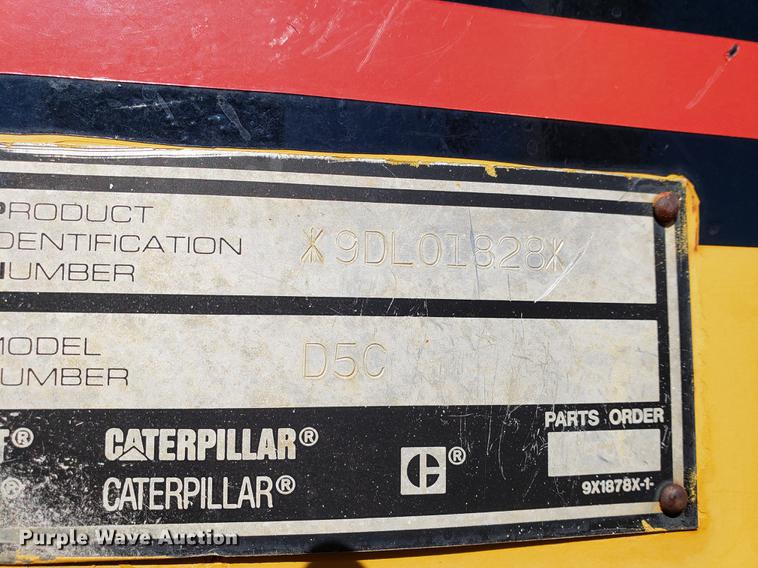 PRODUCT
IDENTIFICATION
NUMBER
*9DL01828*
MODEL
NUMBER
D5C
PARTS ORDER
®
CATERPILLAR®
®
CATERPILLAR®
C®
9X1878X-1-
Purple Wave Auction